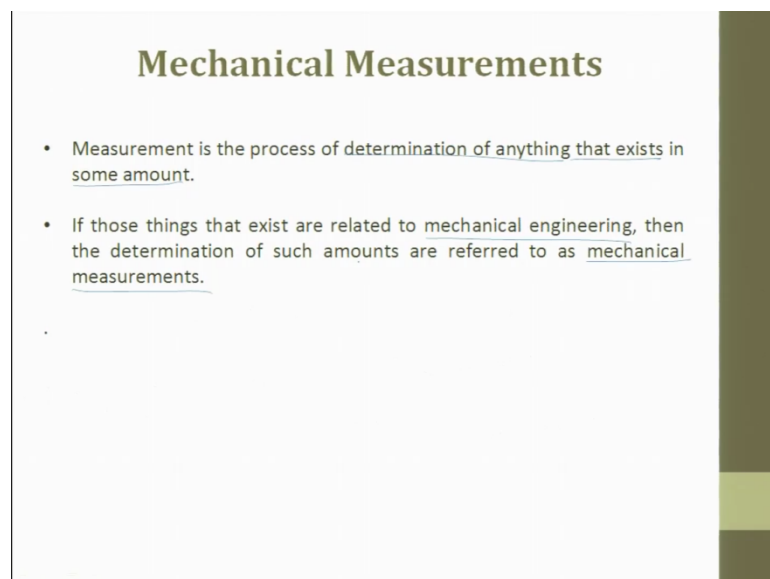 Mechanical Measurements
• Measurement is the process of determination of anything that exists in
some amount.
• If those things that exist are related to mechanical engineering, then
the determination of such amounts are referred to as mechanical
measurements.